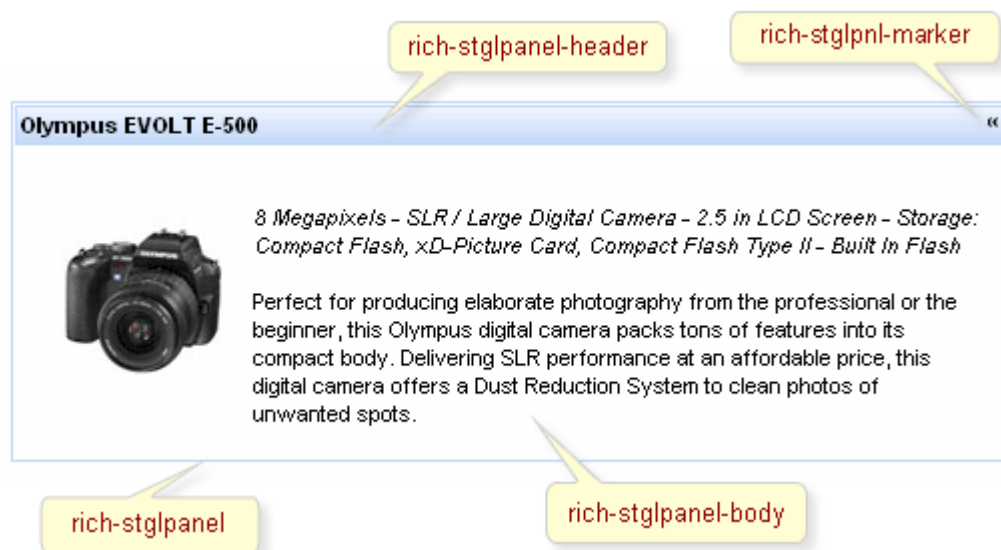 rich-stglpanel-header
rich-stglpnl-marker
Olympus EVOLT E-500 «
8 Megapixels - SLR / Large Digital Camera - 2.5 in LCD Screen - Storage:
Compact Flash, xD-Picture Card, Compact Flash Type II - Built In Flash
Perfect for producing elaborate photography from the professional or the
beginner, this Olympus digital camera packs tons of features into its
compact body. Delivering SLR performance at an affordable price, this
digital camera offers a Dust Reduction System to clean photos of
unwanted spots.
rich-stglpanel
rich-stglpanel-body